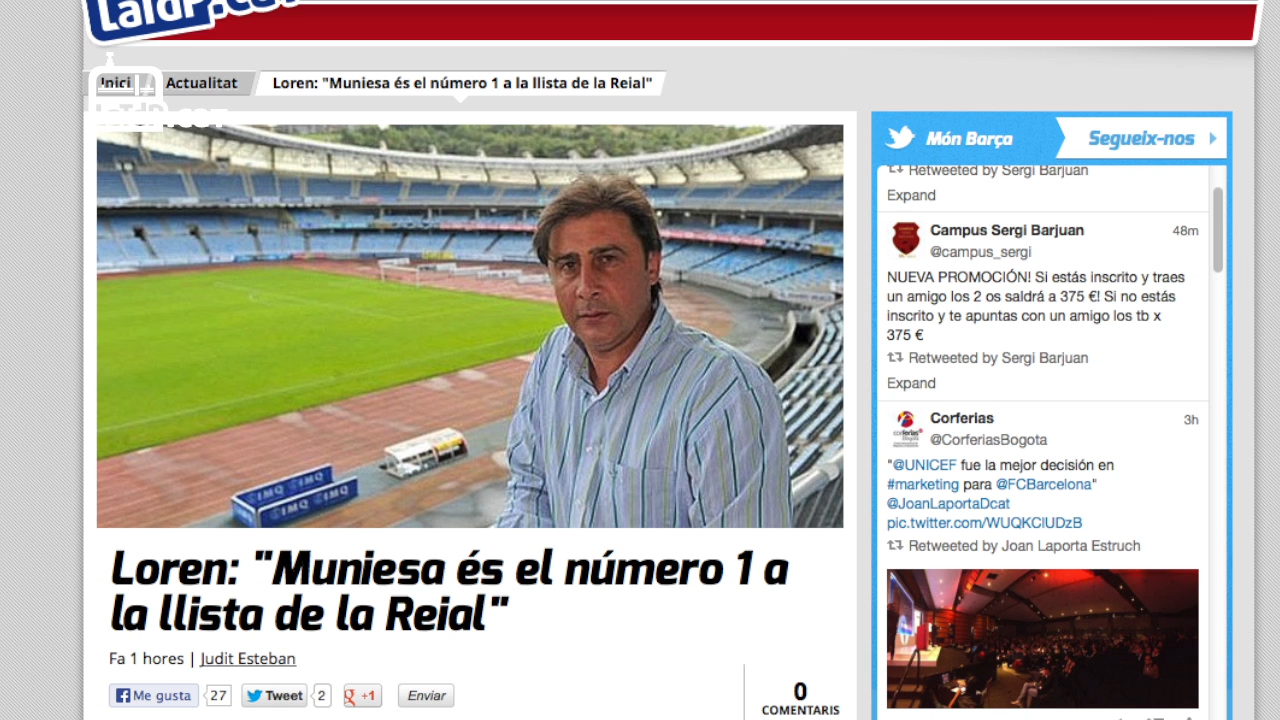 Inici
Actualitat
Loren: "Muniesa és el número 1 a la llista de la Reial"
IMQ
IMQ
IMQ
IMQ
Loren: "Muniesa és el número 1 a
la llista de la Reial"
Fa 1 hores | Judit Esteban
Me gusta 27 Tweet 2 +1 Enviar
0
COMENTARIS
Món Barça Segueix-nos
Retweeted by Sergi Barjuan
Expand
Campus Sergi Barjuan 48m
@campus_sergi
NUEVA PROMOCIÓN! Si estás inscrito y traes
un amigo los 2 os saldrá a 375 €! Si no estás
inscrito y te apuntas con un amigo los tb x
375 €
Retweeted by Sergi Barjuan
Expand
Corferias 3h
@CorferiasBogota
"@UNICEF fue la mejor decisión en
#marketing para @FCBarcelona"
@JoanLaportaDcat
pic.twitter.com/WUQKClUDzB
Retweeted by Joan Laporta Estruch